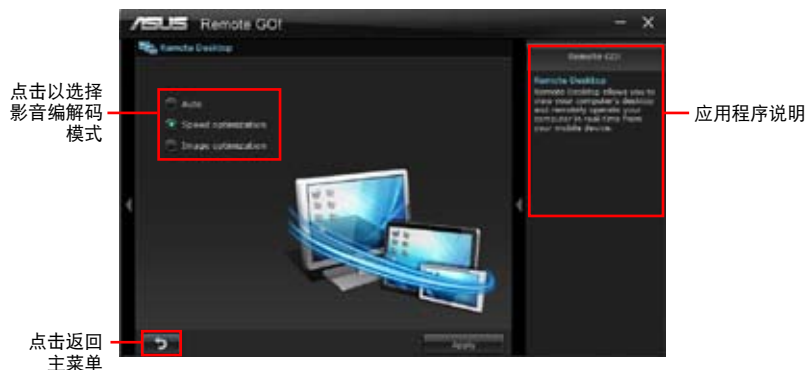 ASUS Remote GO!
Remote Desktop
Remote GO!
点击以选择
影音编解码
模式
Auto
Speed optimization
Image optimization
Remote Desktop
Remote Desktop allows you to
view your computer's desktop
and remotely operate your
computer in real time from
your mobile device.
应用程序说明
点击返回
主菜单
Apply